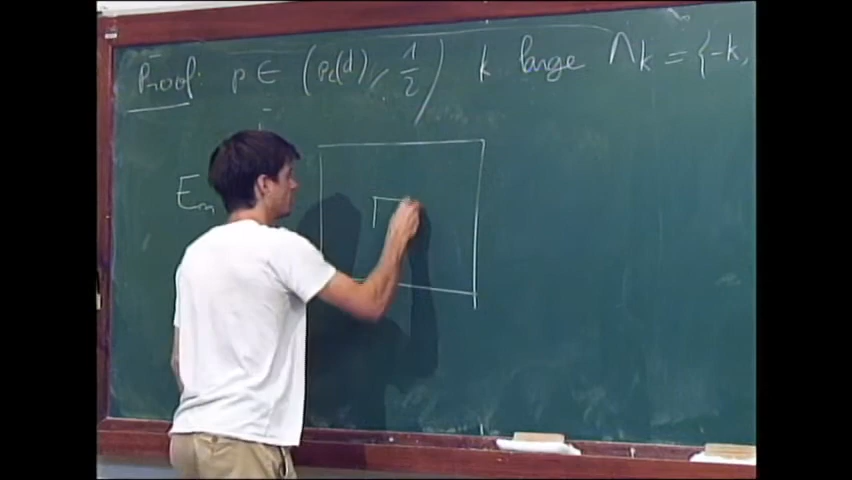 Proof: p ∈ (p_c(d), 1/2) k large Λ_k = {-k,
E_m